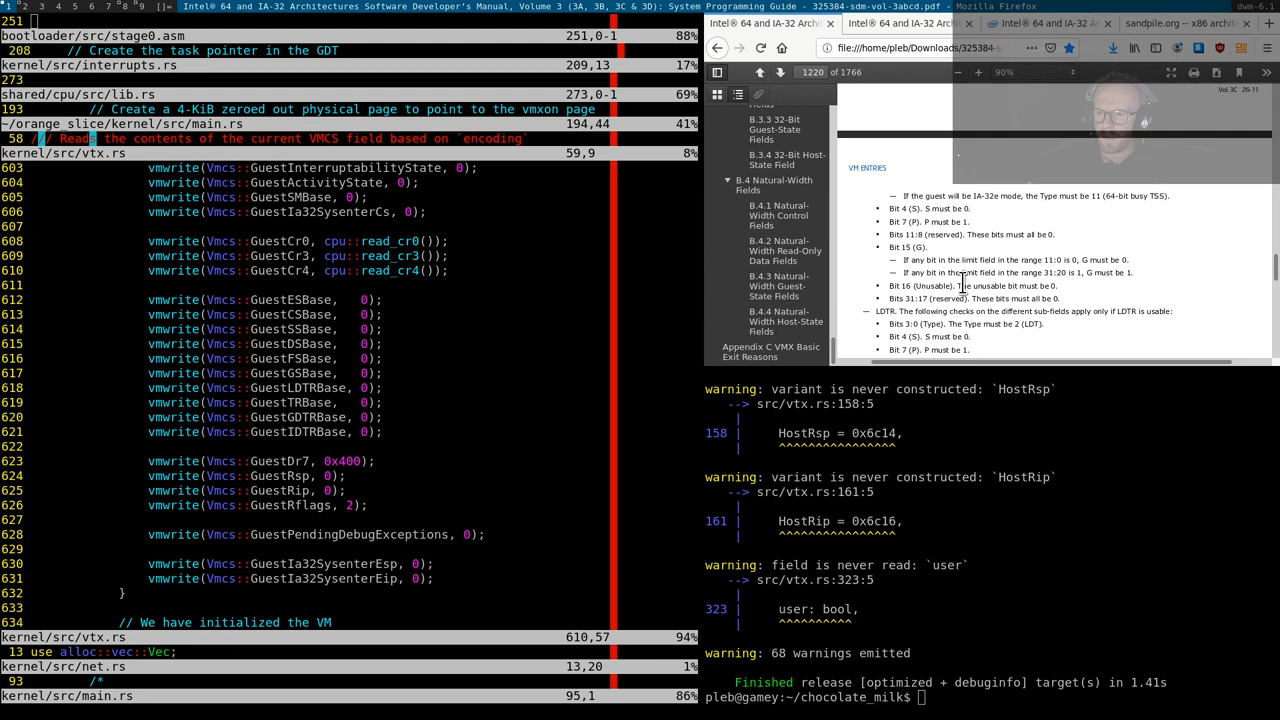 1 2 3 4 5 6 7 8 9 []= Intel® 64 and IA-32 Architectures Software Developer's Manual, Volume 3 (3A, 3B, 3C & 3D): System Programming Guide - 325384-sdm-vol-3abcd.pdf - Mozilla Firefox dwm-6.1
251
bootloader/src/stage0.asm 251,0-1 88%
208 // Create the task pointer in the GDT
kernel/src/interrupts.rs 209,13 17%
273
shared/cpu/src/lib.rs 273,0-1 69%
193 // Create a 4-KiB zeroed out physical page to point to the vmxon page
~/orange_slice/kernel/src/main.rs 194,44 41%
58 /// Reads the contents of the current VMCS field based on `encoding`
kernel/src/vtx.rs 59,9 8%
603 vmwrite(Vmcs::GuestInterruptabilityState, 0);
604 vmwrite(Vmcs::GuestActivityState, 0);
605 vmwrite(Vmcs::GuestSMBase, 0);
606 vmwrite(Vmcs::GuestIa32SysenterCs, 0);
607
608 vmwrite(Vmcs::GuestCr0, cpu::read_cr0());
609 vmwrite(Vmcs::GuestCr3, cpu::read_cr3());
610 vmwrite(Vmcs::GuestCr4, cpu::read_cr4());
611
612 vmwrite(Vmcs::GuestESBase, 0);
613 vmwrite(Vmcs::GuestCSBase, 0);
614 vmwrite(Vmcs::GuestSSBase, 0);
615 vmwrite(Vmcs::GuestDSBase, 0);
616 vmwrite(Vmcs::GuestFSBase, 0);
617 vmwrite(Vmcs::GuestGSBase, 0);
618 vmwrite(Vmcs::GuestLDTRBase, 0);
619 vmwrite(Vmcs::GuestTRBase, 0);
620 vmwrite(Vmcs::GuestGDTRBase, 0);
621 vmwrite(Vmcs::GuestIDTRBase, 0);
622
623 vmwrite(Vmcs::GuestDr7, 0x400);
624 vmwrite(Vmcs::GuestRsp, 0);
625 vmwrite(Vmcs::GuestRip, 0);
626 vmwrite(Vmcs::GuestRflags, 2);
627
628 vmwrite(Vmcs::GuestPendingDebugExceptions, 0);
629
630 vmwrite(Vmcs::GuestIa32SysenterEsp, 0);
631 vmwrite(Vmcs::GuestIa32SysenterEip, 0);
632 }
633
634 // We have initialized the VM
kernel/src/vtx.rs 610,57 94%
13 use alloc::vec::Vec;
kernel/src/net.rs 13,20 1%
93 /*
kernel/src/main.rs 95,1 86%
Intel® 64 and IA-32 Archit Intel® 64 and IA-32 Archit Intel® 64 and IA-32 A sandpile.org -- x86 archite
file:///home/pleb/Downloads/325384-s
1220 of 1766 90%
Fields
B.3.3 32-Bit
Guest-State
Fields
B.3.4 32-Bit Host-
State Field
B.4 Natural-Width
Fields
B.4.1 Natural-
Width Control
Fields
B.4.2 Natural-
Width Read-Only
Data Fields
B.4.3 Natural-
Width Guest-
State Fields
B.4.4 Natural-
Width Host-State
Fields
Appendix C VMX Basic
Exit Reasons
Vol. 3C 26-11
VM ENTRIES
— If the guest will be IA-32e mode, the Type must be 11 (64-bit busy TSS).
• Bit 4 (S). S must be 0.
• Bit 7 (P). P must be 1.
• Bits 11:8 (reserved). These bits must all be 0.
• Bit 15 (G).
— If any bit in the limit field in the range 11:0 is 0, G must be 0.
— If any bit in the limit field in the range 31:20 is 1, G must be 1.
• Bit 16 (Unusable). The unusable bit must be 0.
• Bits 31:17 (reserved). These bits must all be 0.
— LDTR. The following checks on the different sub-fields apply only if LDTR is usable:
• Bits 3:0 (Type). The Type must be 2 (LDT).
• Bit 4 (S). S must be 0.
• Bit 7 (P). P must be 1.
warning: variant is never constructed: `HostRsp`
--> src/vtx.rs:158:5
|
158 | HostRsp = 0x6c14,
| ^^^^^^^^^^^^^^^^
warning: variant is never constructed: `HostRip`
--> src/vtx.rs:161:5
|
161 | HostRip = 0x6c16,
| ^^^^^^^^^^^^^^^^
warning: field is never read: `user`
--> src/vtx.rs:323:5
|
323 | user: bool,
| ^^^^^^^^^^
warning: 68 warnings emitted
Finished release [optimized + debuginfo] target(s) in 1.41s
pleb@gamey:~/chocolate_milk$